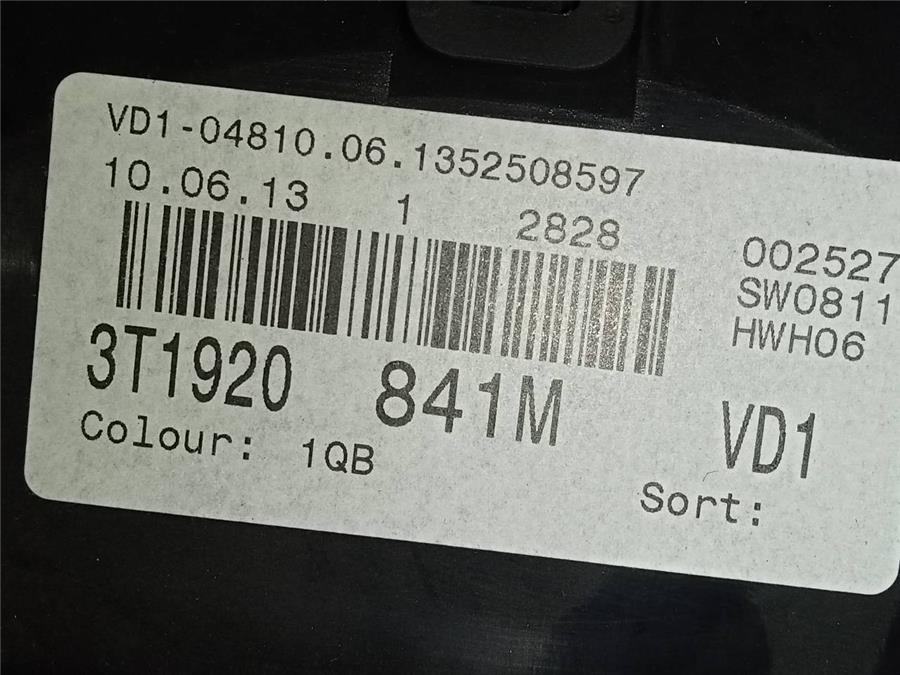 VD1-04810.06.1352508597
10.06.13 1 2828
002527
SW0811
HWH06
3T1920 841M VD1
Colour: 1QB Sort: